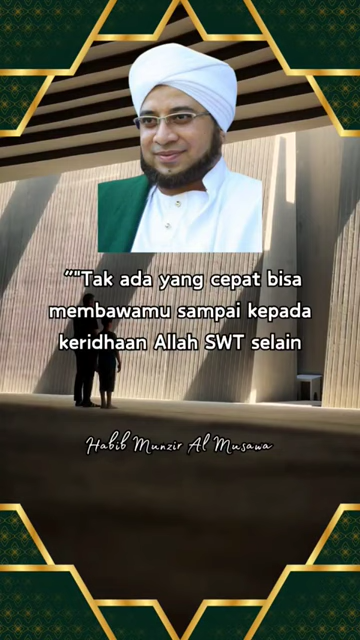 “"Tak ada yang cepat bisa
membawamu sampai kepada
keridhaan Allah SWT selain
Habib Munzir Al Musawa